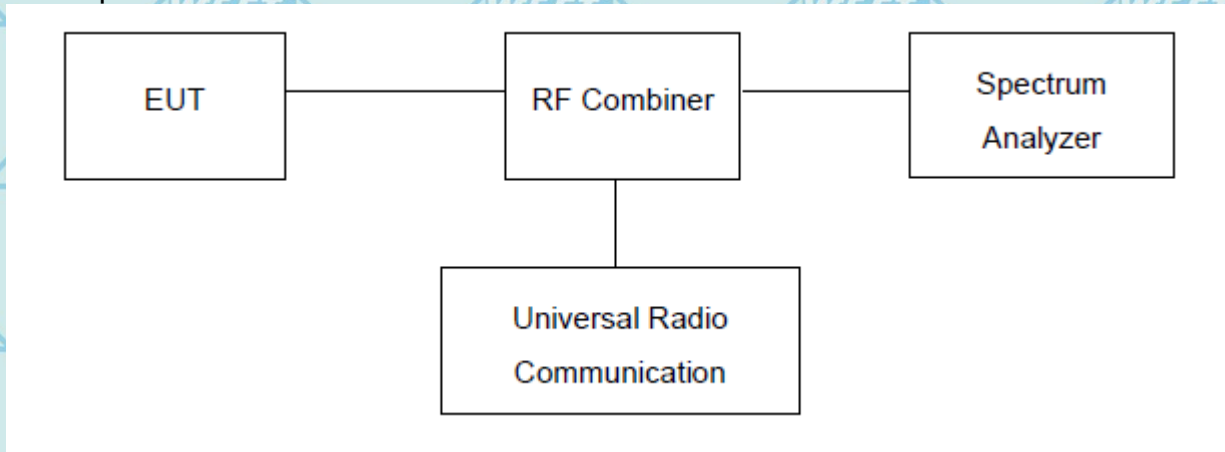 EUT
RF Combiner
Spectrum
Analyzer
Universal Radio
Communication